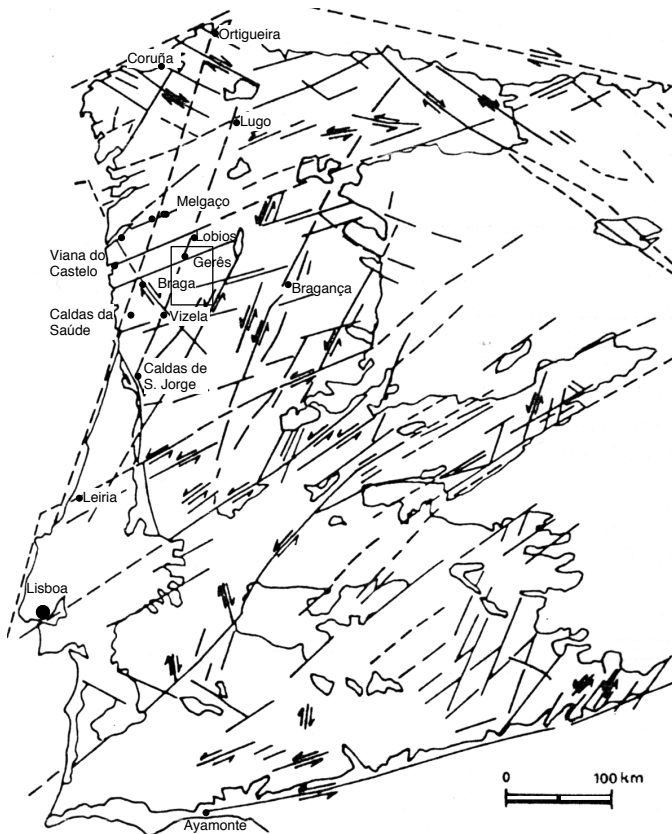 Ortigueira
Coruña
Lugo
Melgaço
Lobios
Viana do
Castelo
Gerês
Braga
Bragança
Caldas da
Saúde
Vizela
Caldas de
S. Jorge
Leiria
Lisboa
0 100 km
Ayamonte